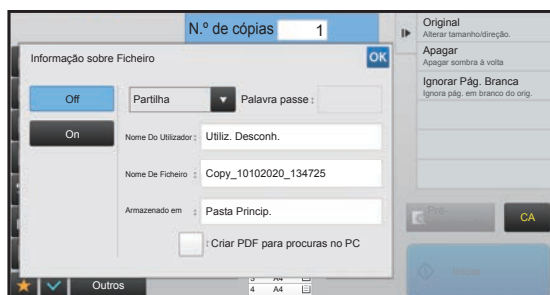 N.º de cópias 1
Informação sobre Ficheiro OK
Off
On
Partilha Palavra passe :
Nome Do Utilizador : Utiliz. Desconh.
Nome De Ficheiro : Copy_10102020_134725
Armazenado em : Pasta Princip.
: Criar PDF para procuras no PC
Outros
3 A4
4 A4
Original
Alterar tamanho/direção.
Apagar
Apagar sombra à volta
Ignorar Pág. Branca
Ignora pág. em branco do orig.
CA